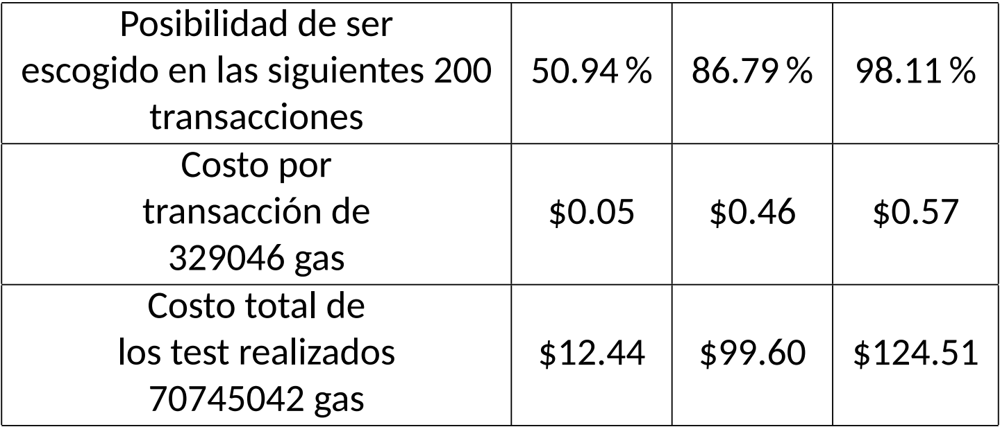 Posibilidad de ser
escogido en las siguientes 200
transacciones
50.94 % 86.79 % 98.11 %
Costo por
transacción de
329046 gas
$0.05 $0.46 $0.57
Costo total de
los test realizados
70745042 gas
$12.44 $99.60 $124.51